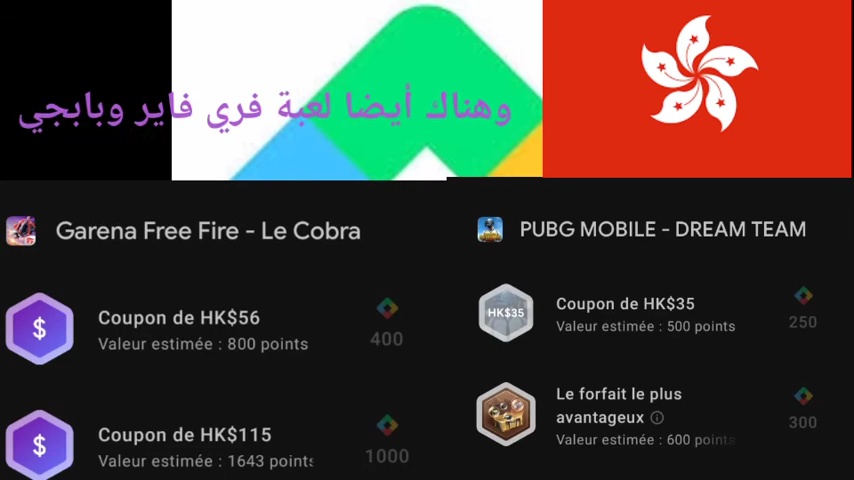 وهناك أيضا لعبة فري فاير وبابجي
Garena Free Fire - Le Cobra
Coupon de HK$56
Valeur estimée : 800 points
400
Coupon de HK$115
Valeur estimée : 1643 points
1000
PUBG MOBILE - DREAM TEAM
HK$35
Coupon de HK$35
Valeur estimée : 500 points
250
Le forfait le plus
avantageux
Valeur estimée : 600 points
300